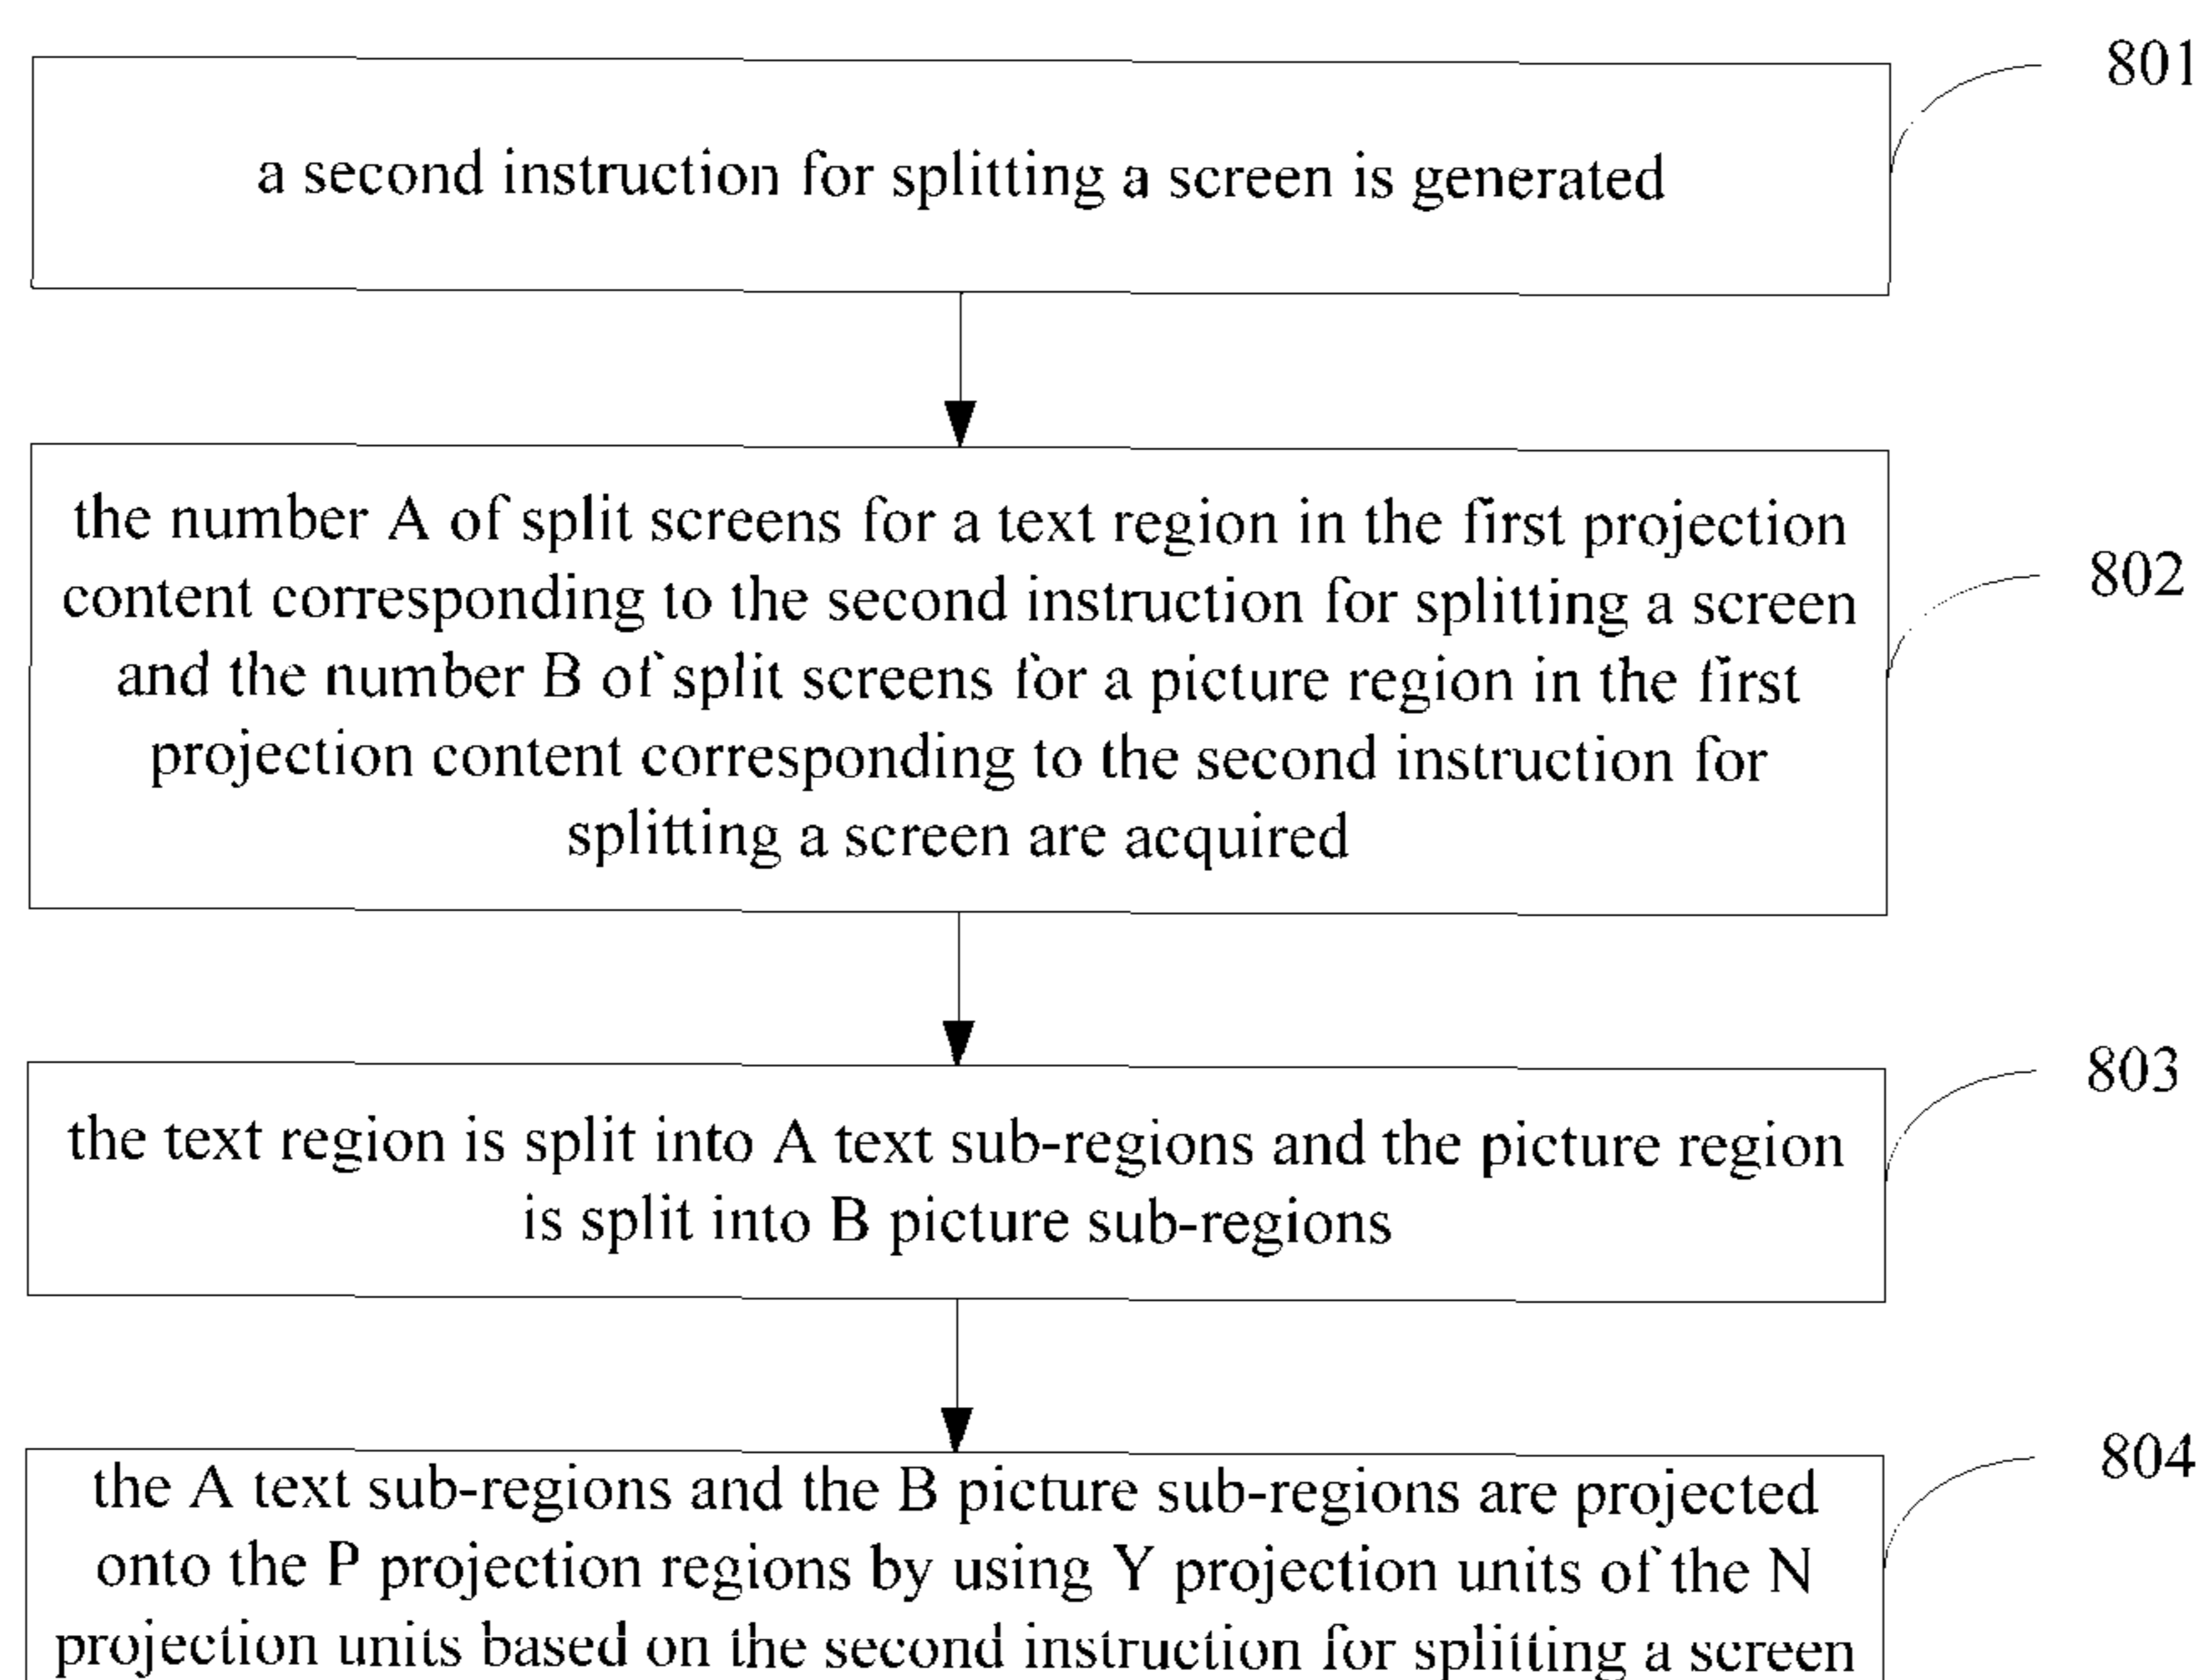 801
a second instruction for splitting a screen is generated
the number A of split screens for a text region in the first projection
content corresponding to the second instruction for splitting a screen
802
and the number B of split screens for a picture region in the first
projection content corresponding to the second instruction for
splitting a screen are acquired
803
the text region is split into A text sub-regions and the picture region
is split into B picture sub-regions
804
the A text sub-regions and the B picture sub-regions are projected
onto the P projection regions by using Y projection units of the N
projection units based on the second instruction for splitting a screen